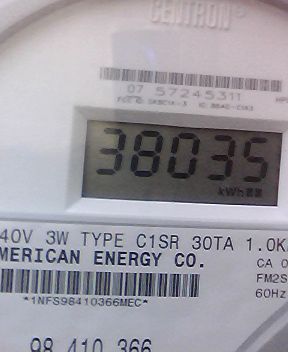 CENTRON®
07 57245311
38035
kWh
40V 3W TYPE C1SR 30TA 1.0K
MERICAN ENERGY CO.
CA 0
FM2S
60Hz
*1NFS98410366MEC*
98 410 366